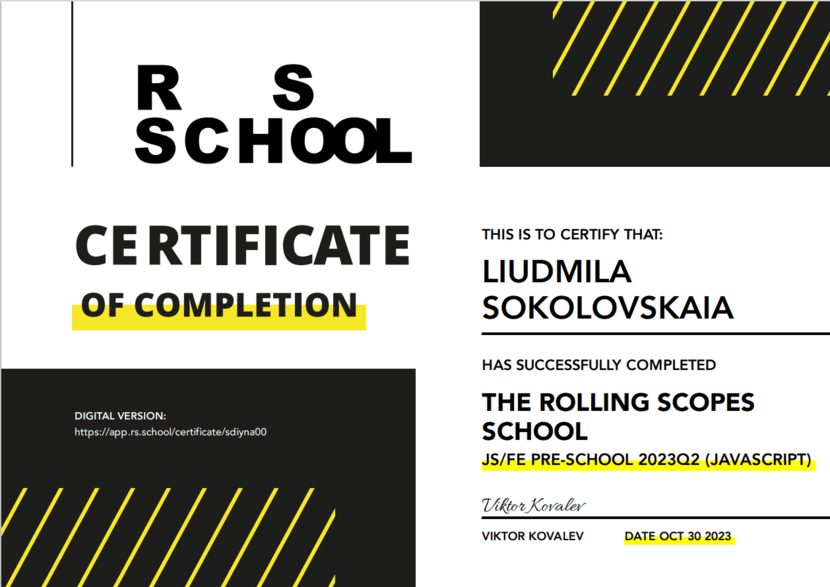 R S
SCHOOL
CERTIFICATE
OF COMPLETION
DIGITAL VERSION:
https://app.rs.school/certificate/sdiyna00
THIS IS TO CERTIFY THAT:
LIUDMILA
SOKOLOVSKAIA
HAS SUCCESSFULLY COMPLETED
THE ROLLING SCOPES
SCHOOL
JS/FE PRE-SCHOOL 2023Q2 (JAVASCRIPT)
Viktor Kovalev
VIKTOR KOVALEV DATE OCT 30 2023